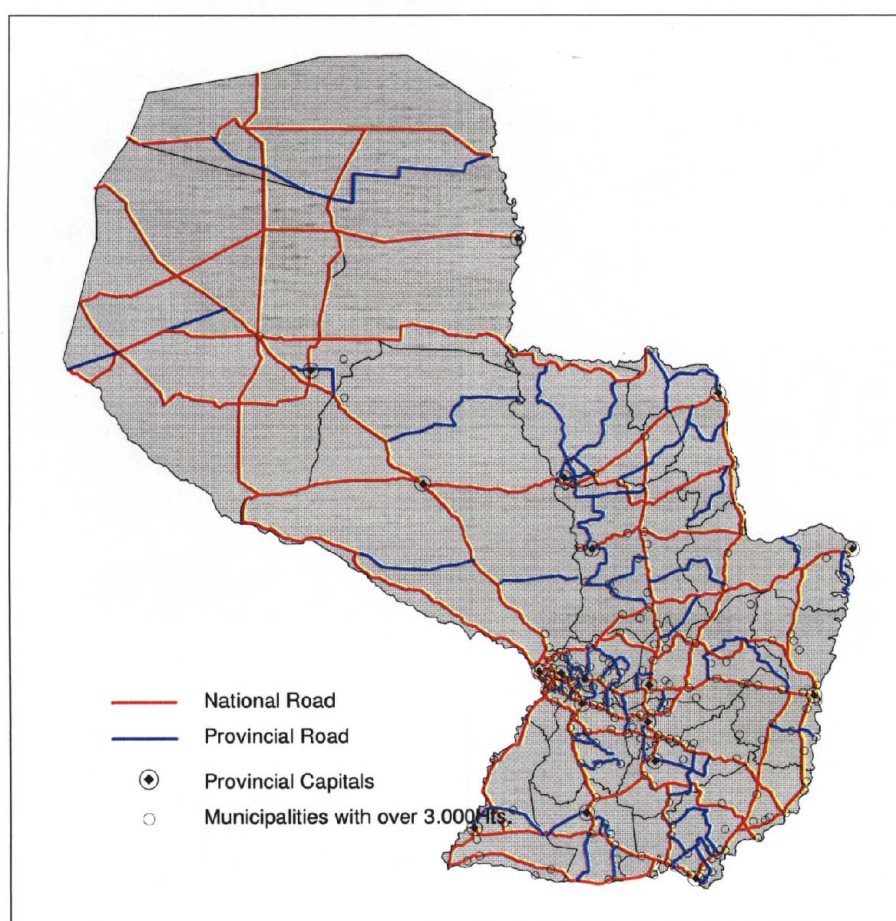 National Road
Provincial Road
Provincial Capitals
Municipalities with over 3.000Hts.